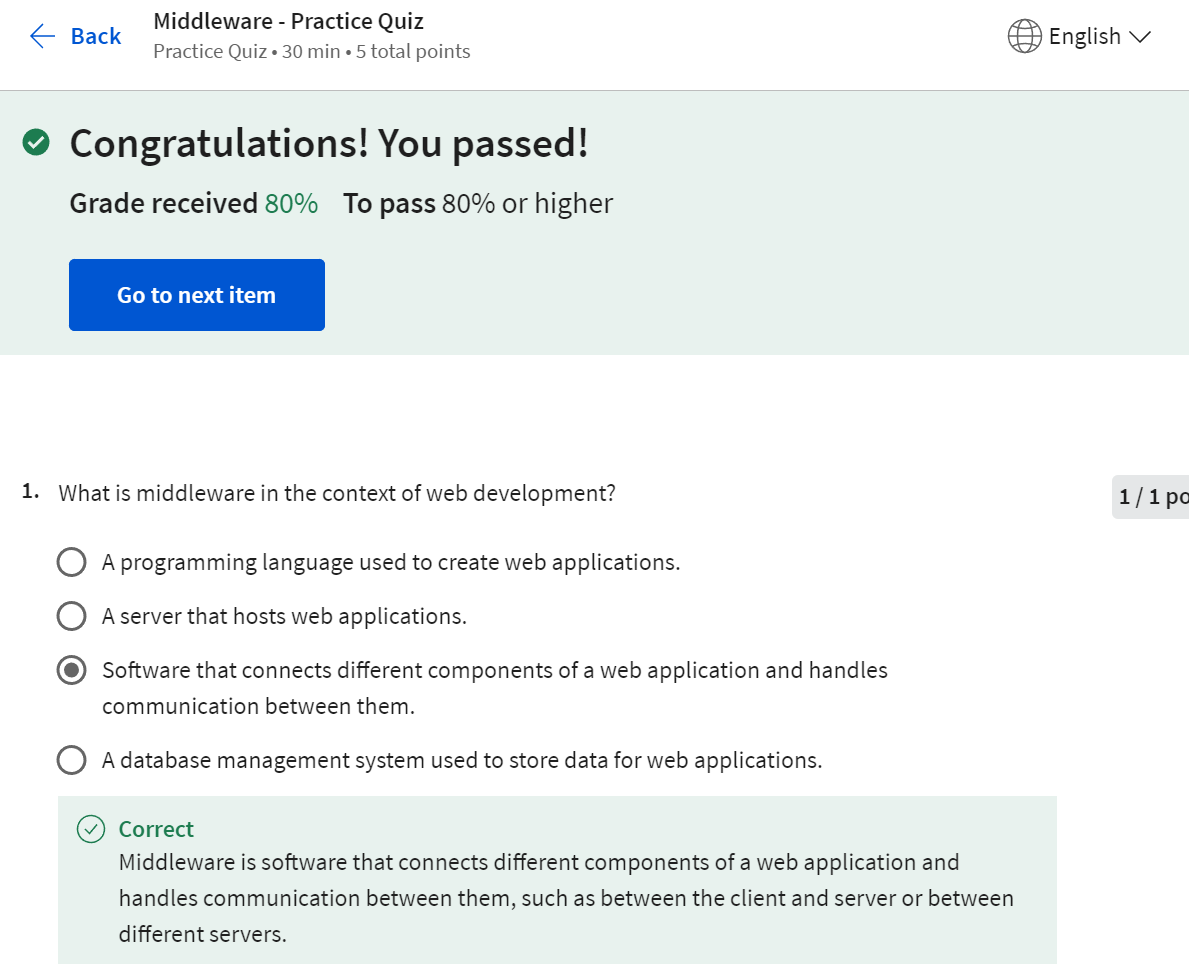 Back
Middleware - Practice Quiz
Practice Quiz • 30 min • 5 total points
English
Congratulations! You passed!
Grade received 80% To pass 80% or higher
Go to next item
1. What is middleware in the context of web development?
1 / 1 po
A programming language used to create web applications.
A server that hosts web applications.
Software that connects different components of a web application and handles
communication between them.
A database management system used to store data for web applications.
Correct
Middleware is software that connects different components of a web application and
handles communication between them, such as between the client and server or between
different servers.